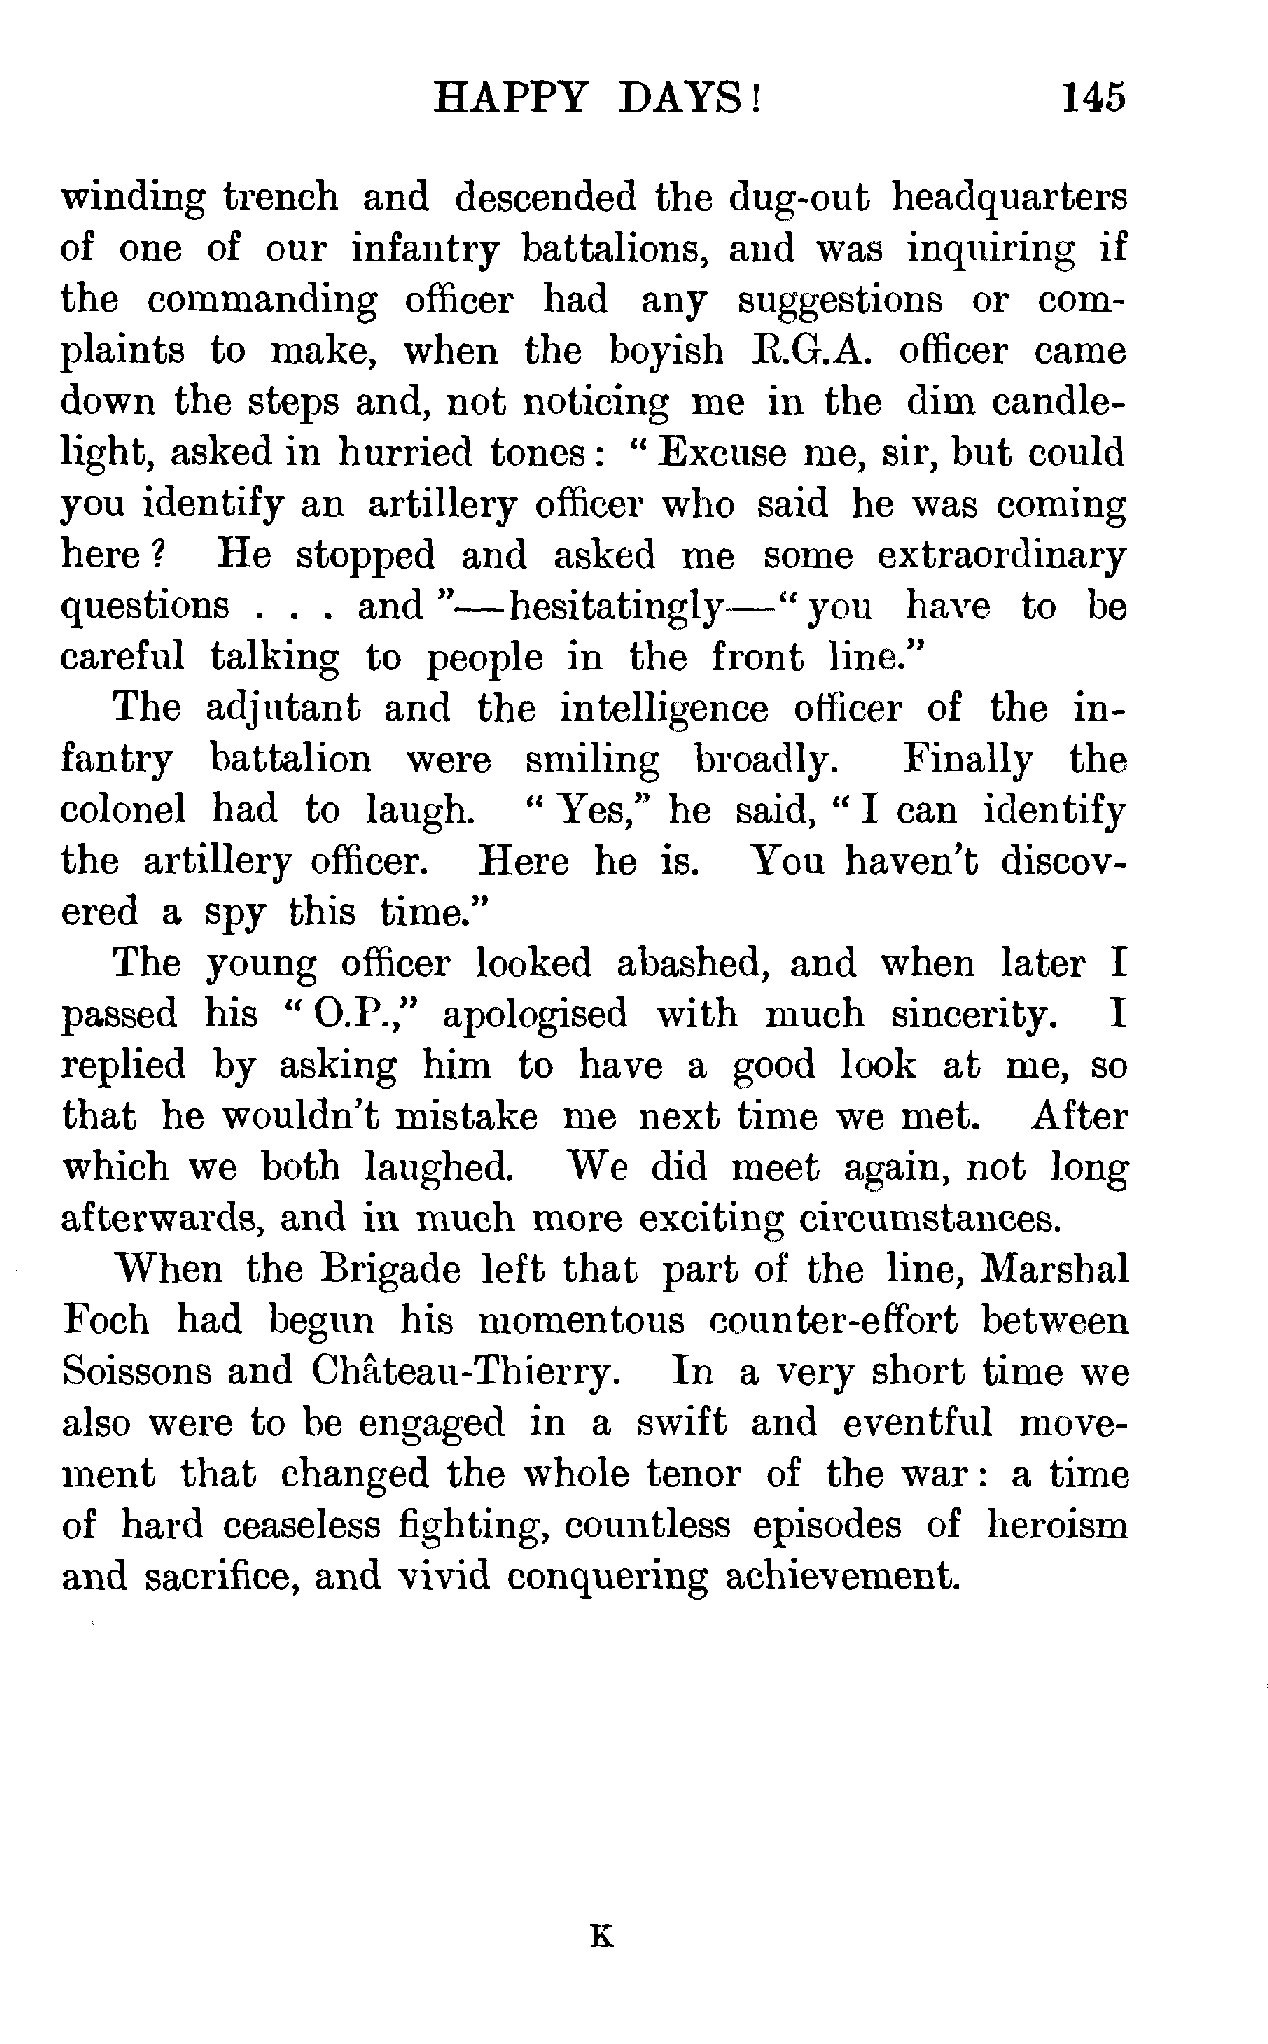 HAPPY DAYS! 145
winding trench and descended the dug-out headquarters
of one of our infantry battalions, and was inquiring if
the commanding officer had any suggestions or com-
plaints to make, when the boyish R.G.A. officer came
down the steps and, not noticing me in the dim candle-
light, asked in hurried tones: "Excuse me, sir, but could
you identify an artillery officer who said he was coming
here? He stopped and asked me some extraordinary
questions . . . and"—hesitatingly—"you have to be
careful talking to people in the front line."
The adjutant and the intelligence officer of the in-
fantry battalion were smiling broadly. Finally the
colonel had to laugh. "Yes," he said, "I can identify
the artillery officer. Here he is. You haven't discov-
ered a spy this time."
The young officer looked abashed, and when later I
passed his "O.P.," apologised with much sincerity. I
replied by asking him to have a good look at me, so
that he wouldn't mistake me next time we met. After
which we both laughed. We did meet again, not long
afterwards, and in much more exciting circumstances.
When the Brigade left that part of the line, Marshal
Foch had begun his momentous counter-effort between
Soissons and Château-Thierry. In a very short time we
also were to be engaged in a swift and eventful move-
ment that changed the whole tenor of the war: a time
of hard ceaseless fighting, countless episodes of heroism
and sacrifice, and vivid conquering achievement.
K